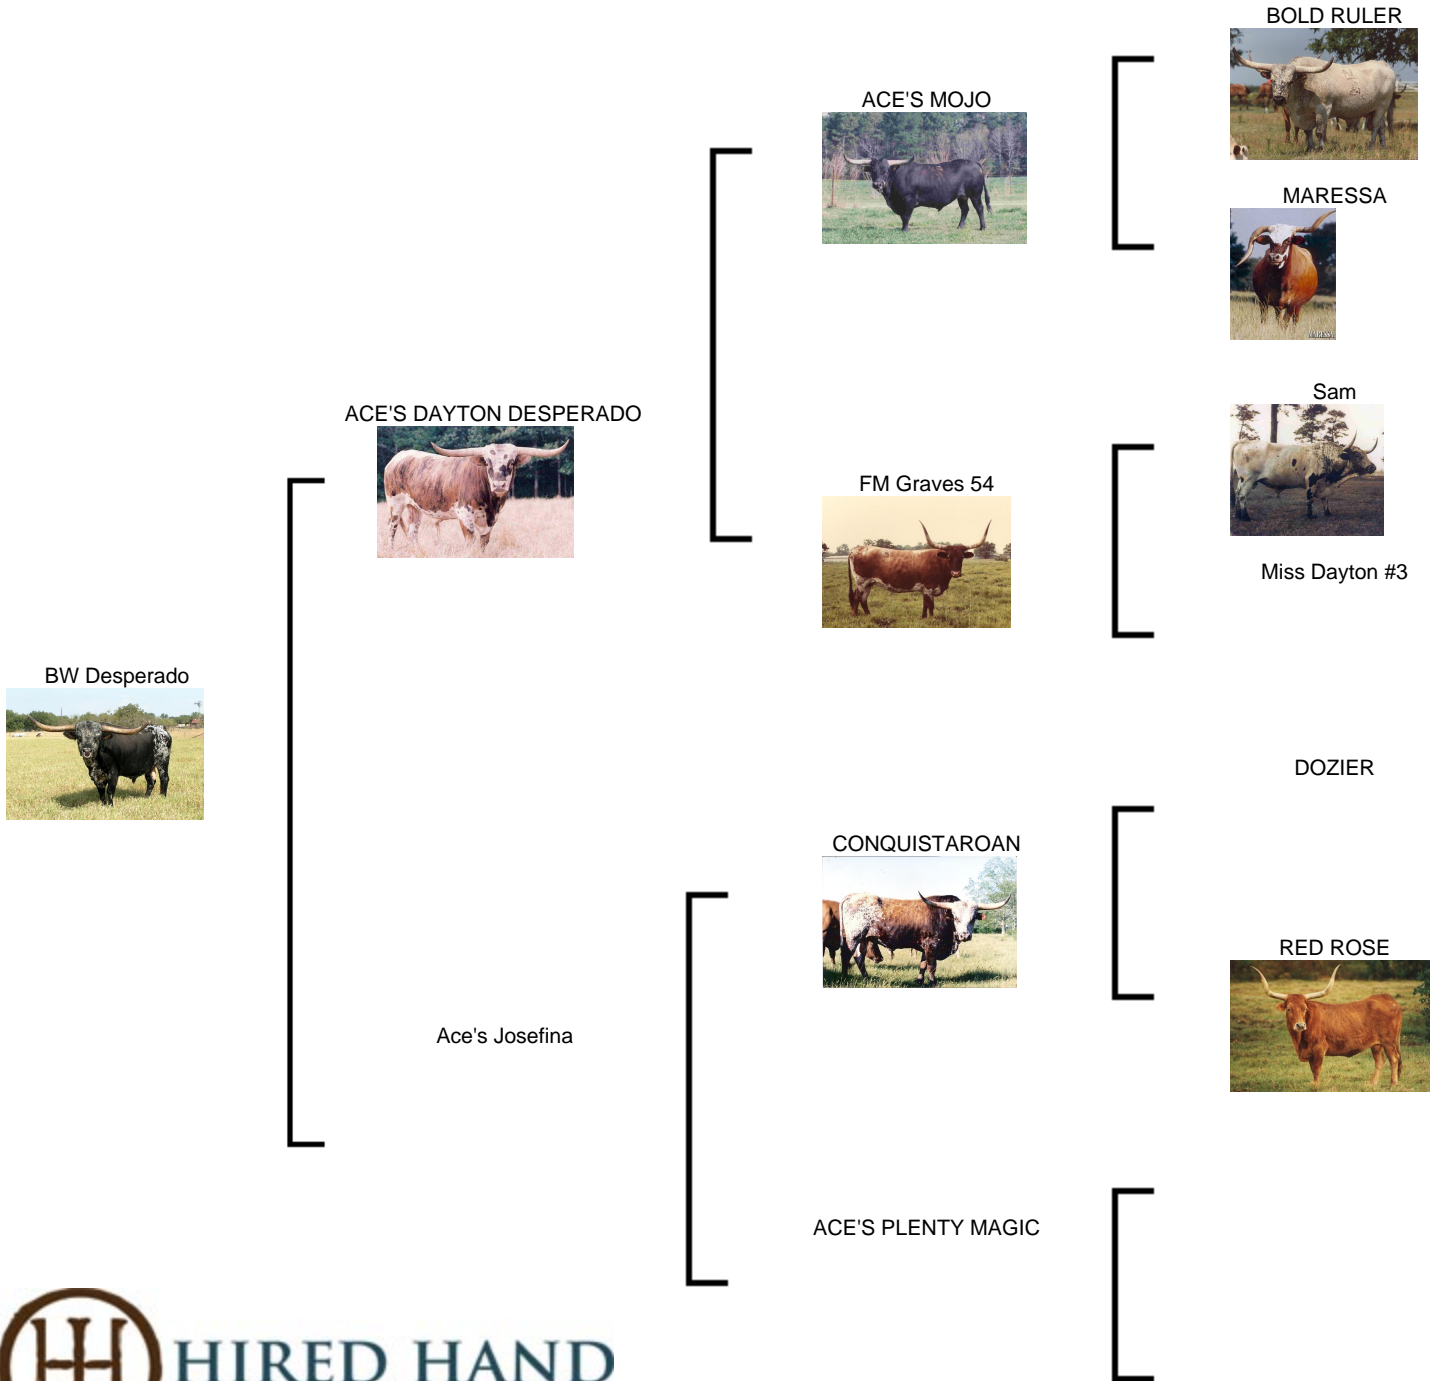 BOLD RULER
ACE'S MOJO
MARESSA
MARESSA
Sam
ACE'S DAYTON DESPERADO
FM Graves 54
Miss Dayton #3
BW Desperado
DOZIER
CONQUISTAROAN
RED ROSE
Ace's Josefina
ACE'S PLENTY MAGIC
HIRED HAND